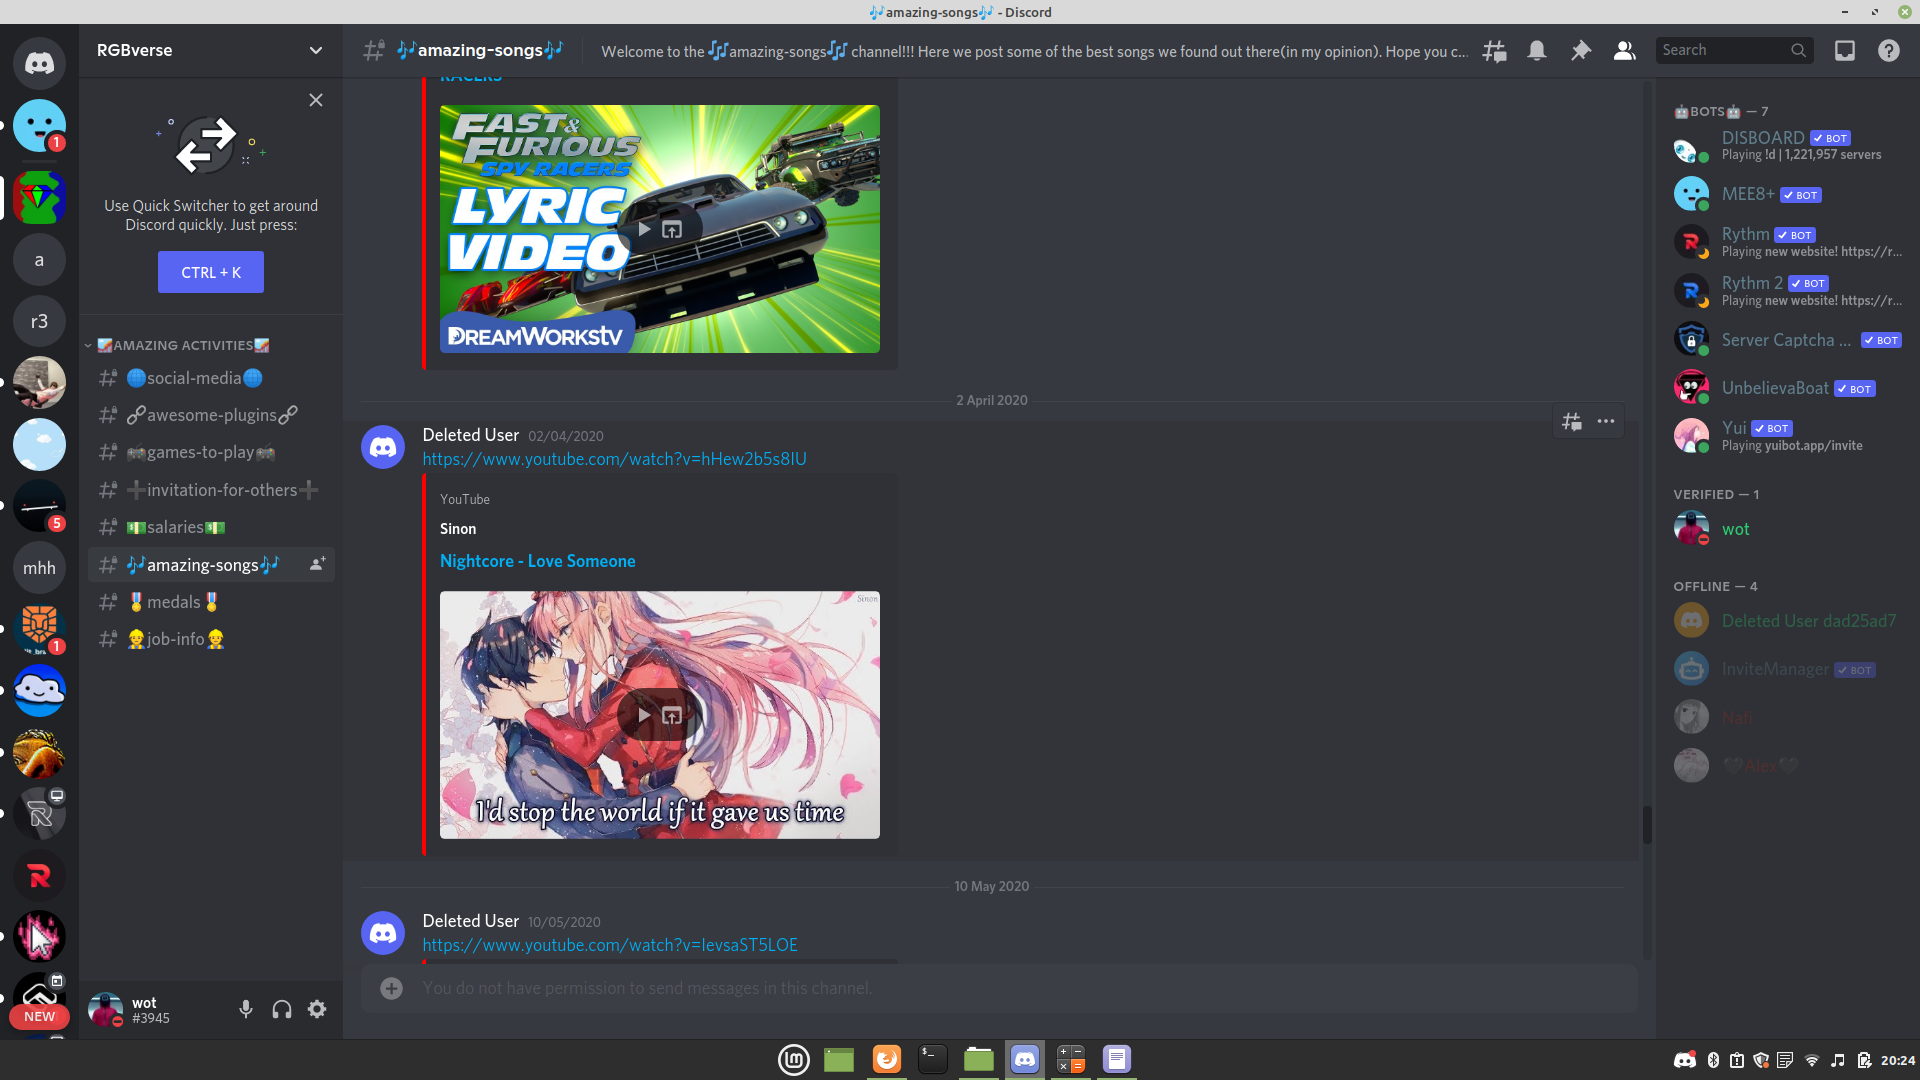 🎶amazing-songs🎶 - Discord
RGBverse
🎶amazing-songs🎶
Welcome to the 🎶amazing-songs🎶 channel!!! Here we post some of the best songs we found out there(in my opinion). Hope you c...
Search
Use Quick Switcher to get around
Discord quickly. Just press:
CTRL + K
AMAZING ACTIVITIES
🌐social-media🌐
🔗awesome-plugins🔗
🎮games-to-play🎮
➕invitation-for-others➕
💵salaries💵
🎶amazing-songs🎶
🎖️medals🎖️
👷job-info👷
1
a
r3
5
mhh
1
NEW
wot
#3945
RACERS
FAST &
FURIOUS
SPY RACERS
LYRIC
VIDEO
DREAMWORKSTV
2 April 2020
Deleted User 02/04/2020
https://www.youtube.com/watch?v=hHew2b5s8IU
YouTube
Sinon
Nightcore - Love Someone
Sinon
I'd stop the world if it gave us time
10 May 2020
Deleted User 10/05/2020
https://www.youtube.com/watch?v=IevsaST5LOE
You do not have permission to send messages in this channel.
🤖BOTS🤖 — 7
DISBOARD ✓ BOT
Playing !d | 1,221,957 servers
MEE8+ ✓ BOT
Rythm ✓ BOT
Playing new website! https://r...
Rythm 2 ✓ BOT
Playing new website! https://r...
Server Captcha ... ✓ BOT
UnbelievaBoat ✓ BOT
Yui ✓ BOT
Playing yuibot.app/invite
VERIFIED — 1
wot
OFFLINE — 4
Deleted User dad25ad7
InviteManager ✓ BOT
Nafi
🖤Alex🖤
20:24